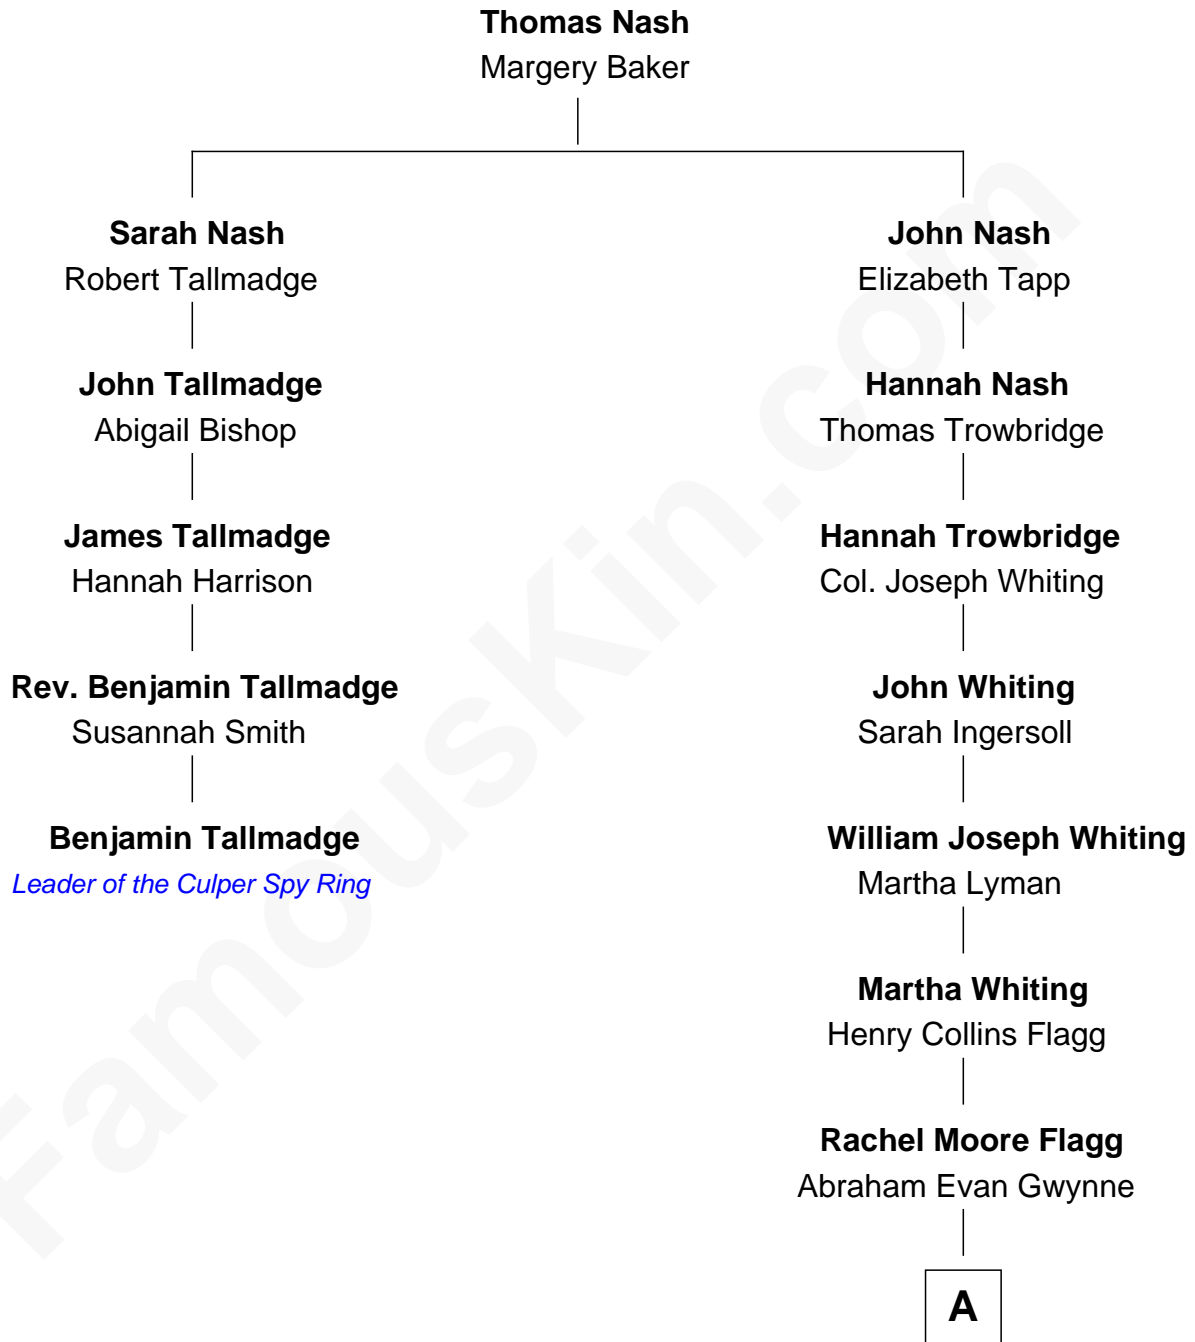 Thomas Nash
Margery Baker
Sarah Nash
Robert Tallmadge
John Tallmadge
Abigail Bishop
James Tallmadge
Hannah Harrison
Rev. Benjamin Tallmadge
Susannah Smith
Benjamin Tallmadge
Leader of the Culper Spy Ring
John Nash
Elizabeth Tapp
Hannah Nash
Thomas Trowbridge
Hannah Trowbridge
Col. Joseph Whiting
John Whiting
Sarah Ingersoll
William Joseph Whiting
Martha Lyman
Martha Whiting
Henry Collins Flagg
Rachel Moore Flagg
Abraham Evan Gwynne
A
FamousKin.com